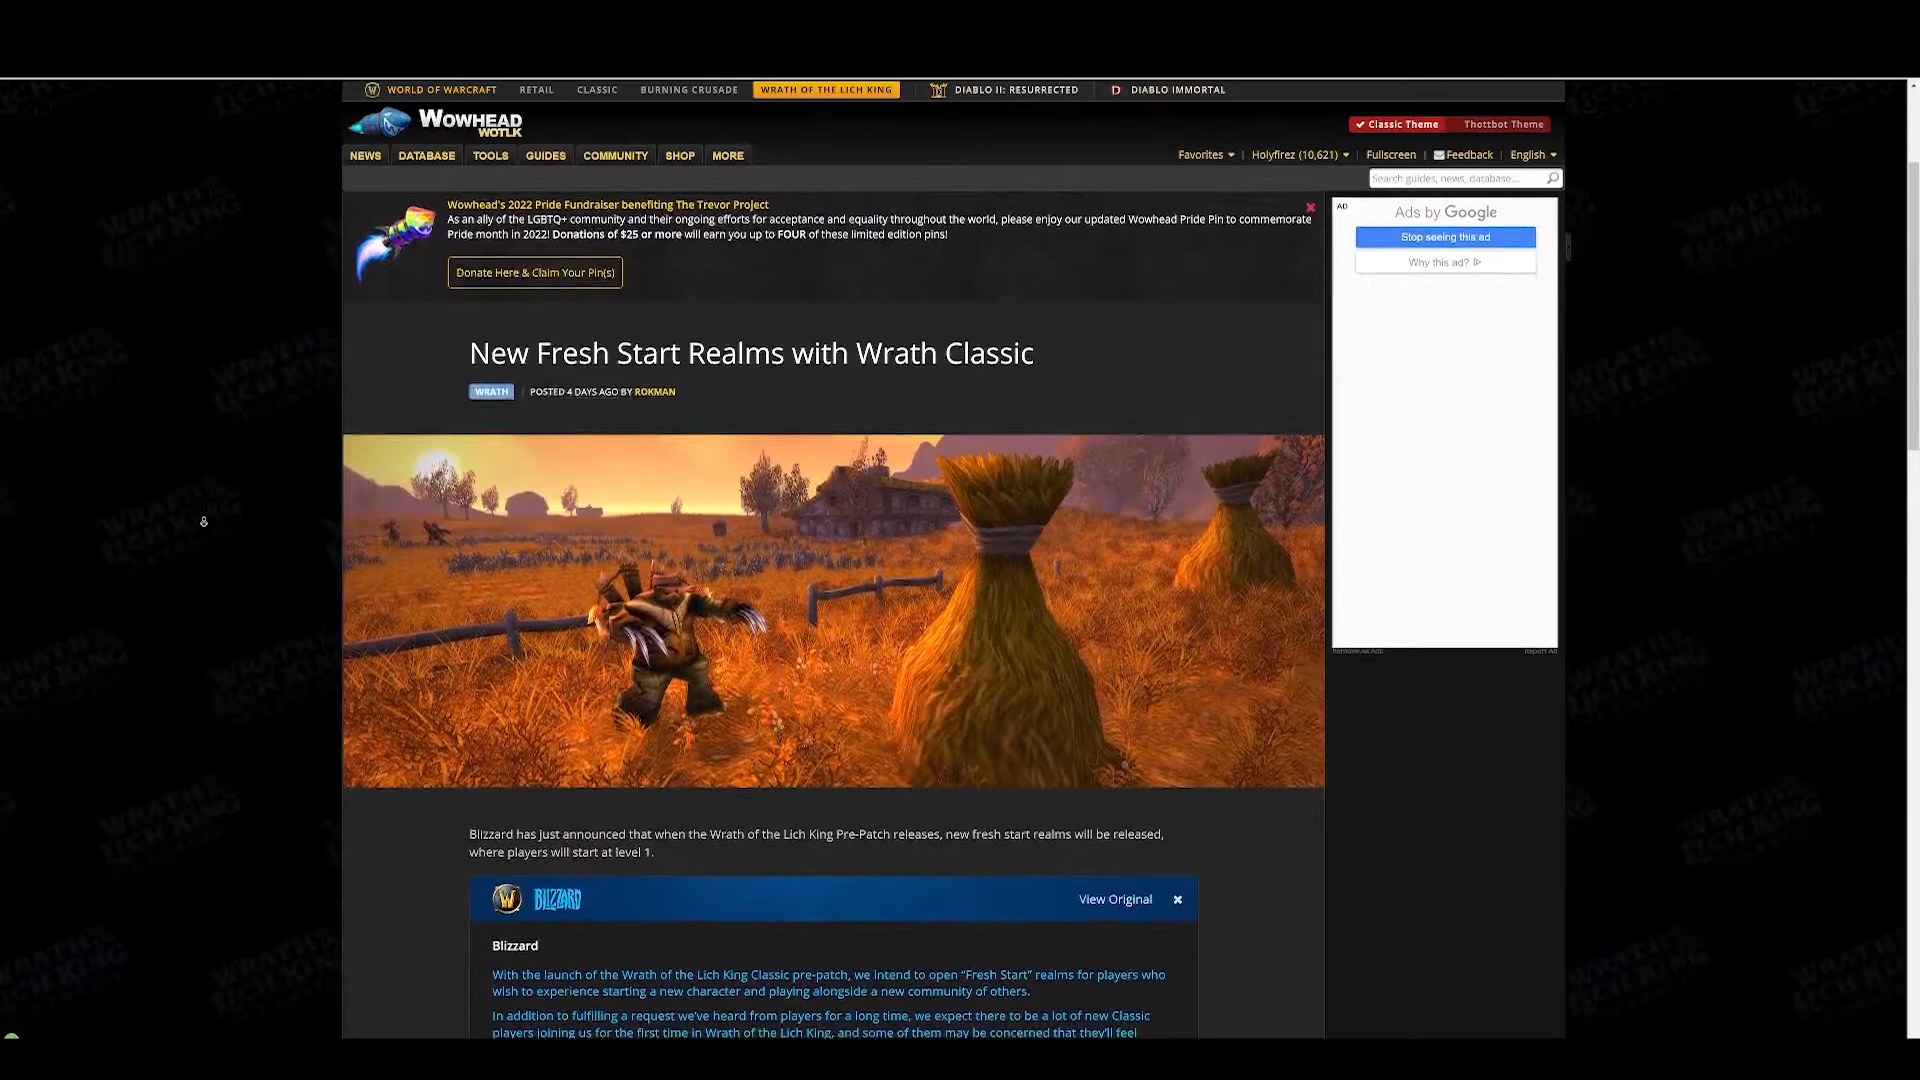 WORLD OF WARCRAFT RETAIL CLASSIC BURNING CRUSADE WRATH OF THE LICH KING DIABLO II: RESURRECTED DIABLO IMMORTAL
WOWHEAD
WOTLK
Classic Theme Thottbot Theme
NEWS DATABASE TOOLS GUIDES COMMUNITY SHOP MORE
Favorites | Holyfirez (10,621) | Fullscreen | Feedback | English
Search guides, news, database...
Wowhead's 2022 Pride Fundraiser benefiting The Trevor Project
As an ally of the LGBTQ+ community and their ongoing efforts for acceptance and equality throughout the world, please enjoy our updated Wowhead Pride Pin to commemorate
Pride month in 2022! Donations of $25 or more will earn you up to FOUR of these limited edition pins!
Donate Here & Claim Your Pin(s)
AD
Ads by Google
Stop seeing this ad
Why this ad?
Remove All Ads Report Ad
New Fresh Start Realms with Wrath Classic
WRATH | POSTED 4 DAYS AGO BY ROKMAN
Blizzard has just announced that when the Wrath of the Lich King Pre-Patch releases, new fresh start realms will be released,
where players will start at level 1.
BLIZZARD View Original
Blizzard
With the launch of the Wrath of the Lich King Classic pre-patch, we intend to open “Fresh Start” realms for players who
wish to experience starting a new character and playing alongside a new community of others.
In addition to fulfilling a request we’ve heard from players for a long time, we expect there to be a lot of new Classic
players joining us for the first time in Wrath of the Lich King, and some of them may be concerned that they’ll feel